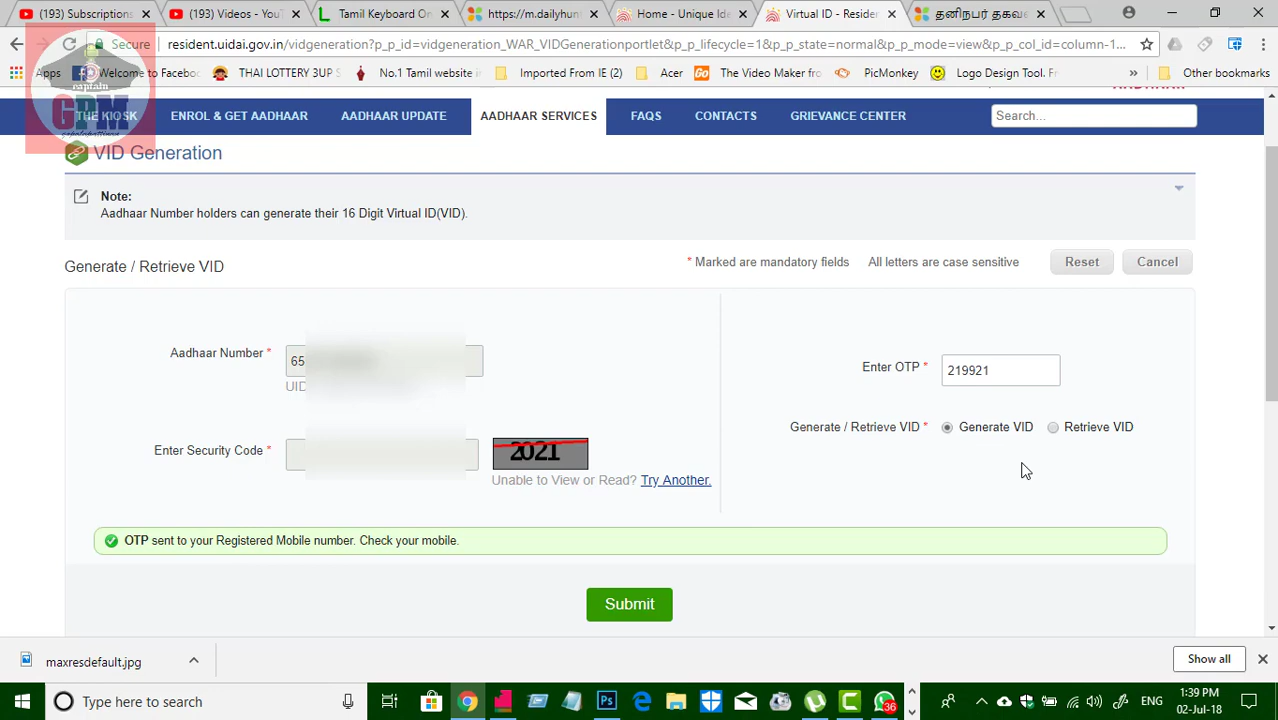 (193) Subscriptions
(193) Videos - YouT
Tamil Keyboard On
https://m.dailyhunt
Home - Unique Ide
Virtual ID - Residen
தனிநபர் தகவ
Secure
resident.uidai.gov.in/vidgeneration?p_p_id=vidgeneration_WAR_VIDGenerationportlet&p_p_lifecycle=1&p_p_state=normal&p_p_mode=view&p_p_col_id=column-1...
Apps
Welcome to Faceboo
THAI LOTTERY 3UP S
No.1 Tamil website i
Imported From IE (2)
Acer
The Video Maker fro
PicMonkey
Logo Design Tool. Fr
»
Other bookmarks
captain
GPM
THE KIOSK
ENROL & GET AADHAAR
AADHAAR UPDATE
AADHAAR SERVICES
FAQS
CONTACTS
GRIEVANCE CENTER
Search...
VID Generation
Note:
Aadhaar Number holders can generate their 16 Digit Virtual ID(VID).
Generate / Retrieve VID
* Marked are mandatory fields
All letters are case sensitive
Reset
Cancel
Aadhaar Number *
65
UID
Enter OTP *
219921
Generate / Retrieve VID *
Generate VID
Retrieve VID
Enter Security Code *
2021
Unable to View or Read? Try Another.
OTP sent to your Registered Mobile number. Check your mobile.
Submit
maxresdefault.jpg
Show all
Type here to search
36
ENG
1:39 PM
02-Jul-18